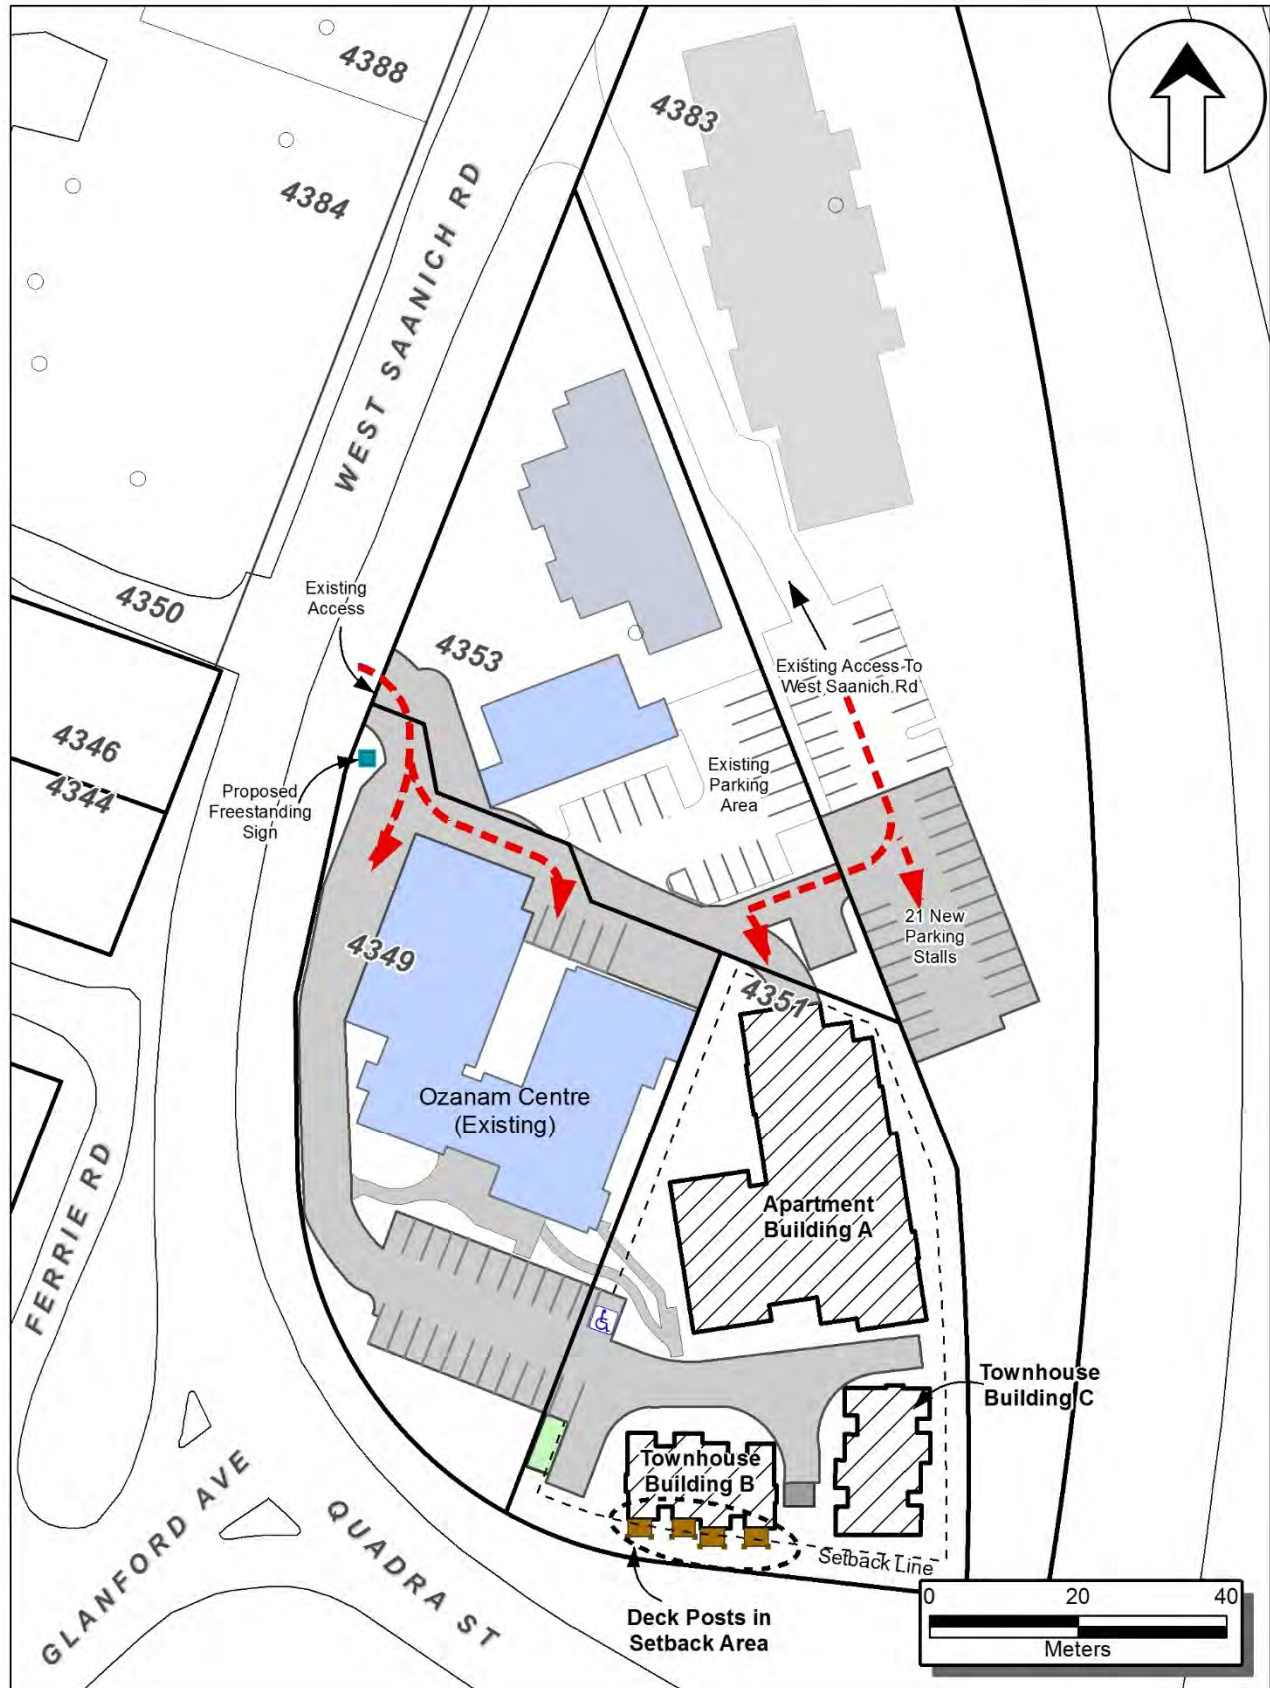 4388
4383
4384
WEST SAANICH RD
Existing
Access
4350
4353
Existing Access To
West Saanich Rd
4346
4344
Proposed
Freestanding
Sign
Existing
Parking
Area
21 New
Parking
Stalls
4349
4351
Ozanam Centre
(Existing)
Apartment
Building A
FERRIE RD
Townhouse
Building C
Townhouse
Building B
GLANFORD AVE
QUADRA ST
Setback Line
Deck Posts in
Setback Area
0 20 40
Meters